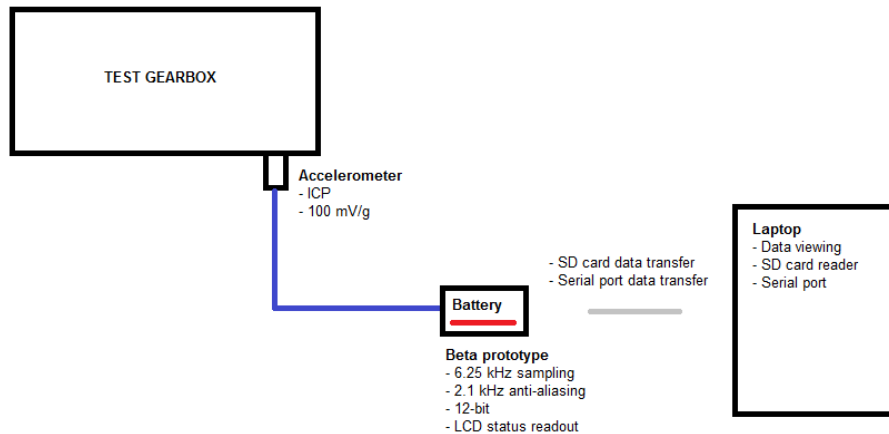 TEST GEARBOX
Accelerometer
- ICP
- 100 mV/g
- SD card data transfer
- Serial port data transfer
Laptop
- Data viewing
- SD card reader
- Serial port
Battery
Beta prototype
- 6.25 kHz sampling
- 2.1 kHz anti-aliasing
- 12-bit
- LCD status readout